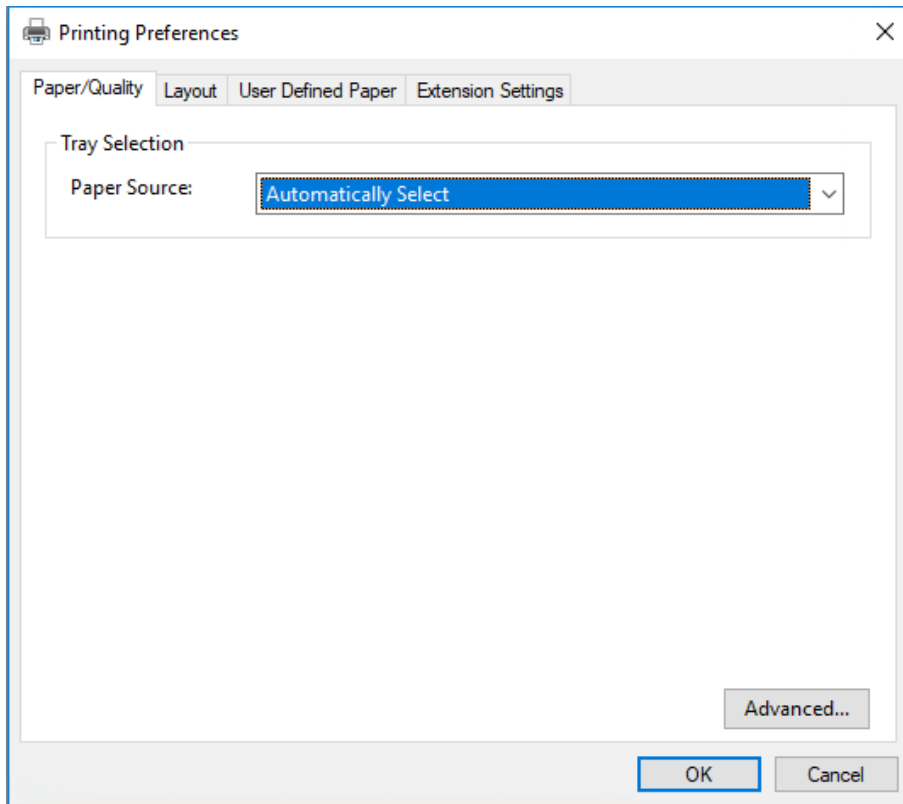 Printing Preferences
Paper/Quality Layout User Defined Paper Extension Settings
Tray Selection
Paper Source: Automatically Select
Advanced...
OK Cancel